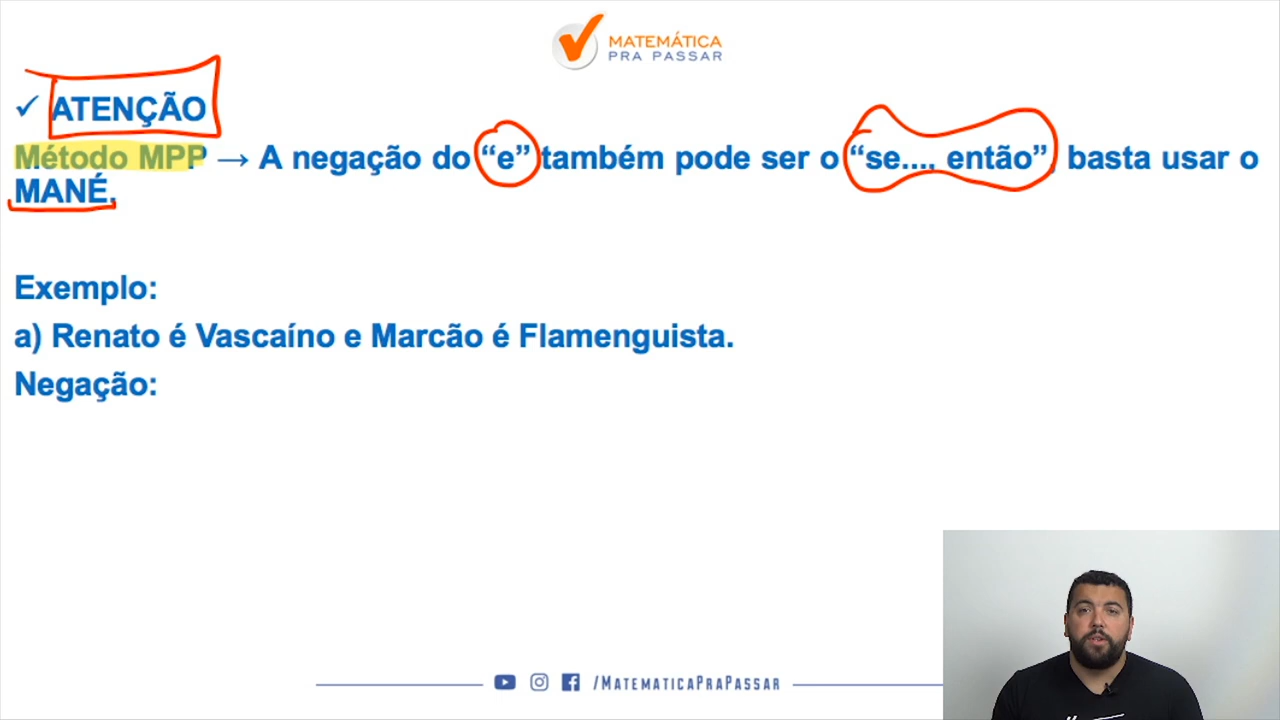 MATEMÁTICA
PRA PASSAR
✓ ATENÇÃO
Método MPP → A negação do “e” também pode ser o “se..., então”, basta usar o
MANÉ.
Exemplo:
a) Renato é Vascaíno e Marcão é Flamenguista.
Negação:
/MatematicaPraPassar